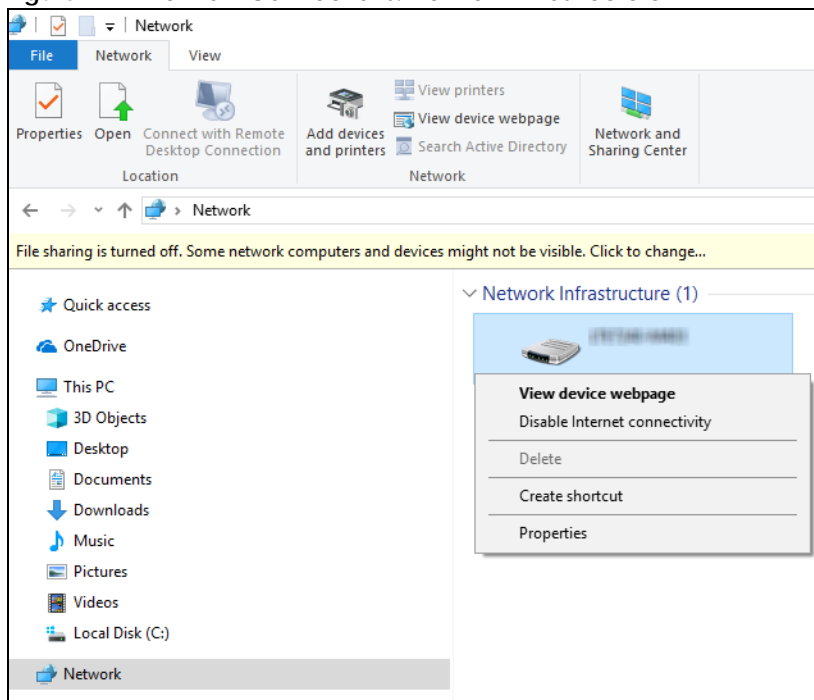 Network
File Network View
Properties Open Connect with Remote Desktop Connection
Add devices and printers
View printers
View device webpage
Search Active Directory
Network and Sharing Center
Location Network
Network
File sharing is turned off. Some network computers and devices might not be visible. Click to change...
Quick access
OneDrive
This PC
3D Objects
Desktop
Documents
Downloads
Music
Pictures
Videos
Local Disk (C:)
Network
Network Infrastructure (1)
View device webpage
Disable Internet connectivity
Delete
Create shortcut
Properties